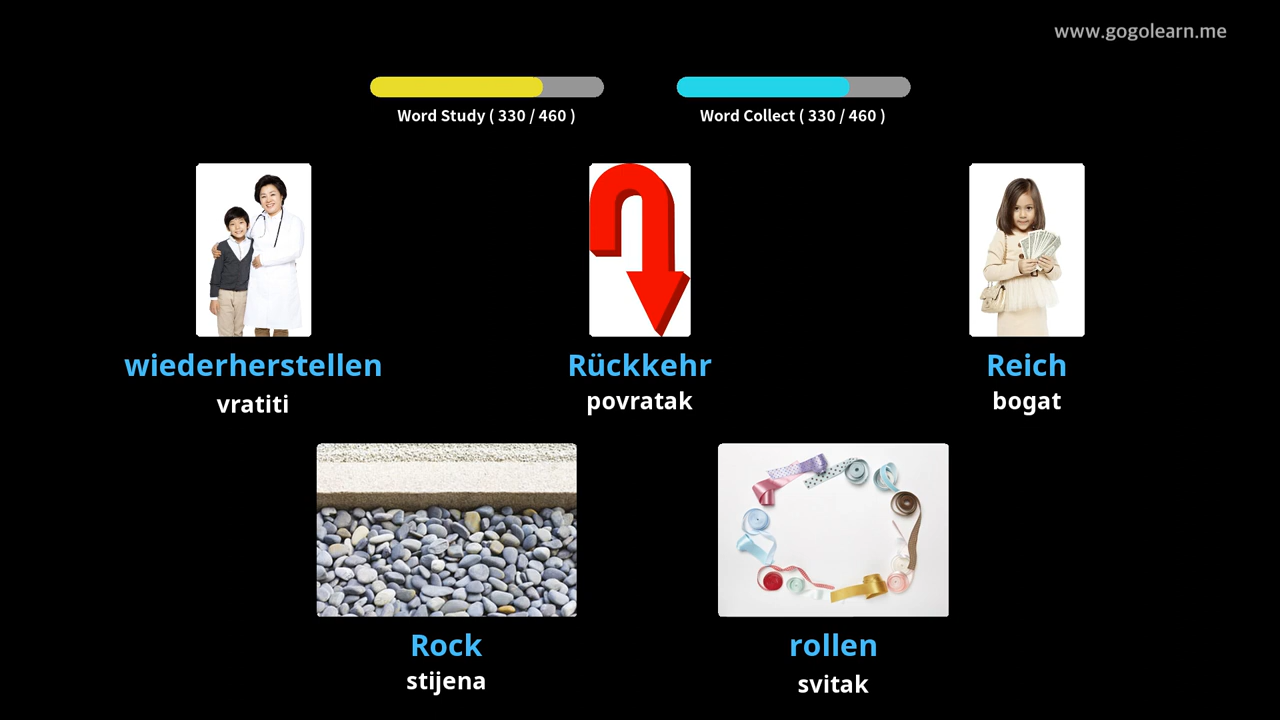 www.gogolearn.me
Word Study ( 330 / 460 )
Word Collect ( 330 / 460 )
wiederherstellen
vratiti
Rückkehr
povratak
Reich
bogat
Rock
stijena
rollen
svitak